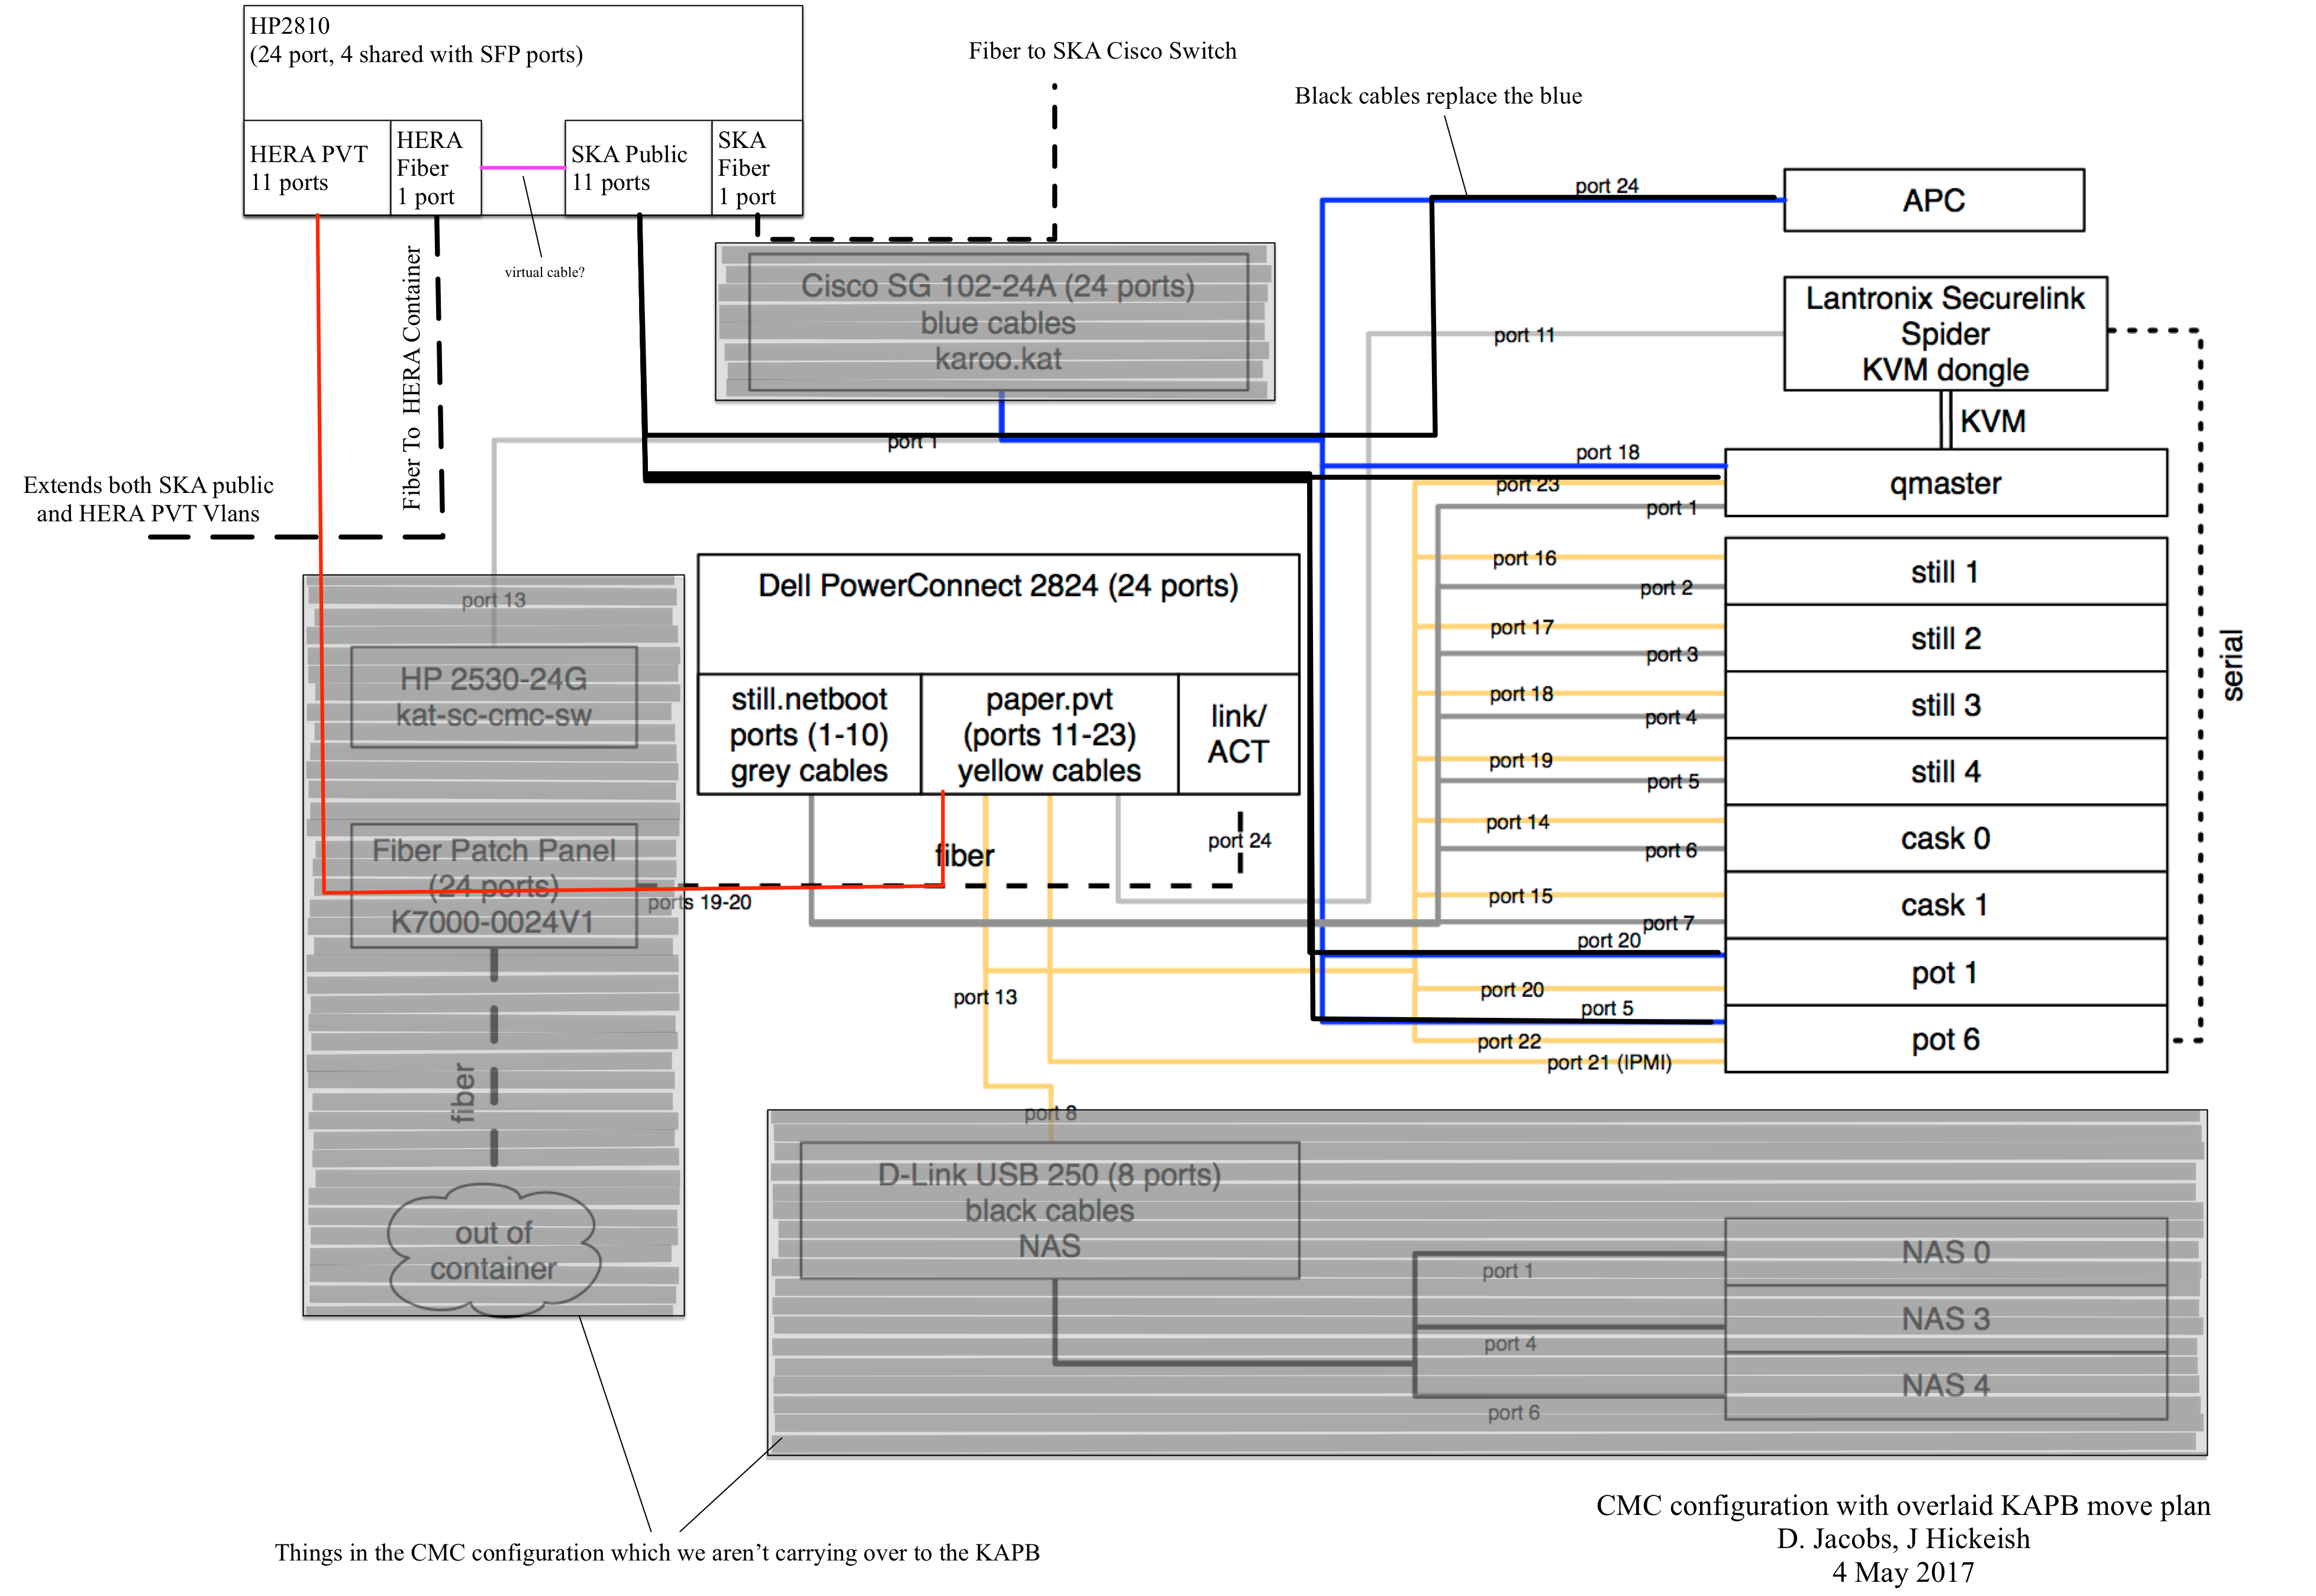 HP2810
(24 port, 4 shared with SFP ports)
HERA PVT
11 ports
HERA
Fiber
1 port
SKA Public
11 ports
SKA
Fiber
1 port
virtual cable?
Fiber to SKA Cisco Switch
Black cables replace the blue
Fiber To HERA Container
Extends both SKA public
and HERA PVT Vlans
Cisco SG 102-24A (24 ports)
blue cables
karoo.kat
port 24
APC
port 11
Lantronix Securelink
Spider
KVM dongle
KVM
port 1
port 18
port 23
port 1
qmaster
serial
port 13
HP 2530-24G
kat-sc-cmc-sw
Fiber Patch Panel
(24 ports)
K7000-0024V1
ports 19-20
fiber
out of
container
Dell PowerConnect 2824 (24 ports)
still.netboot
ports (1-10)
grey cables
paper.pvt
(ports 11-23)
yellow cables
link/
ACT
fiber
port 24
port 16
port 2
still 1
port 17
port 3
still 2
port 18
port 4
still 3
port 19
port 5
still 4
port 14
port 6
cask 0
port 15
port 7
cask 1
port 20
port 20
pot 1
port 5
port 22
port 21 (IPMI)
pot 6
port 13
port 8
D-Link USB 250 (8 ports)
black cables
NAS
port 1
NAS 0
port 4
NAS 3
port 6
NAS 4
Things in the CMC configuration which we aren't carrying over to the KAPB
CMC configuration with overlaid KAPB move plan
D. Jacobs, J Hickeish
4 May 2017